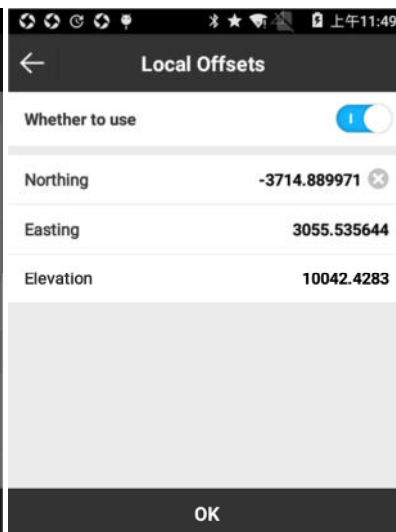 上午11:49
Local Offsets
Whether to use
Northing -3714.889971
Easting 3055.535644
Elevation 10042.4283
OK